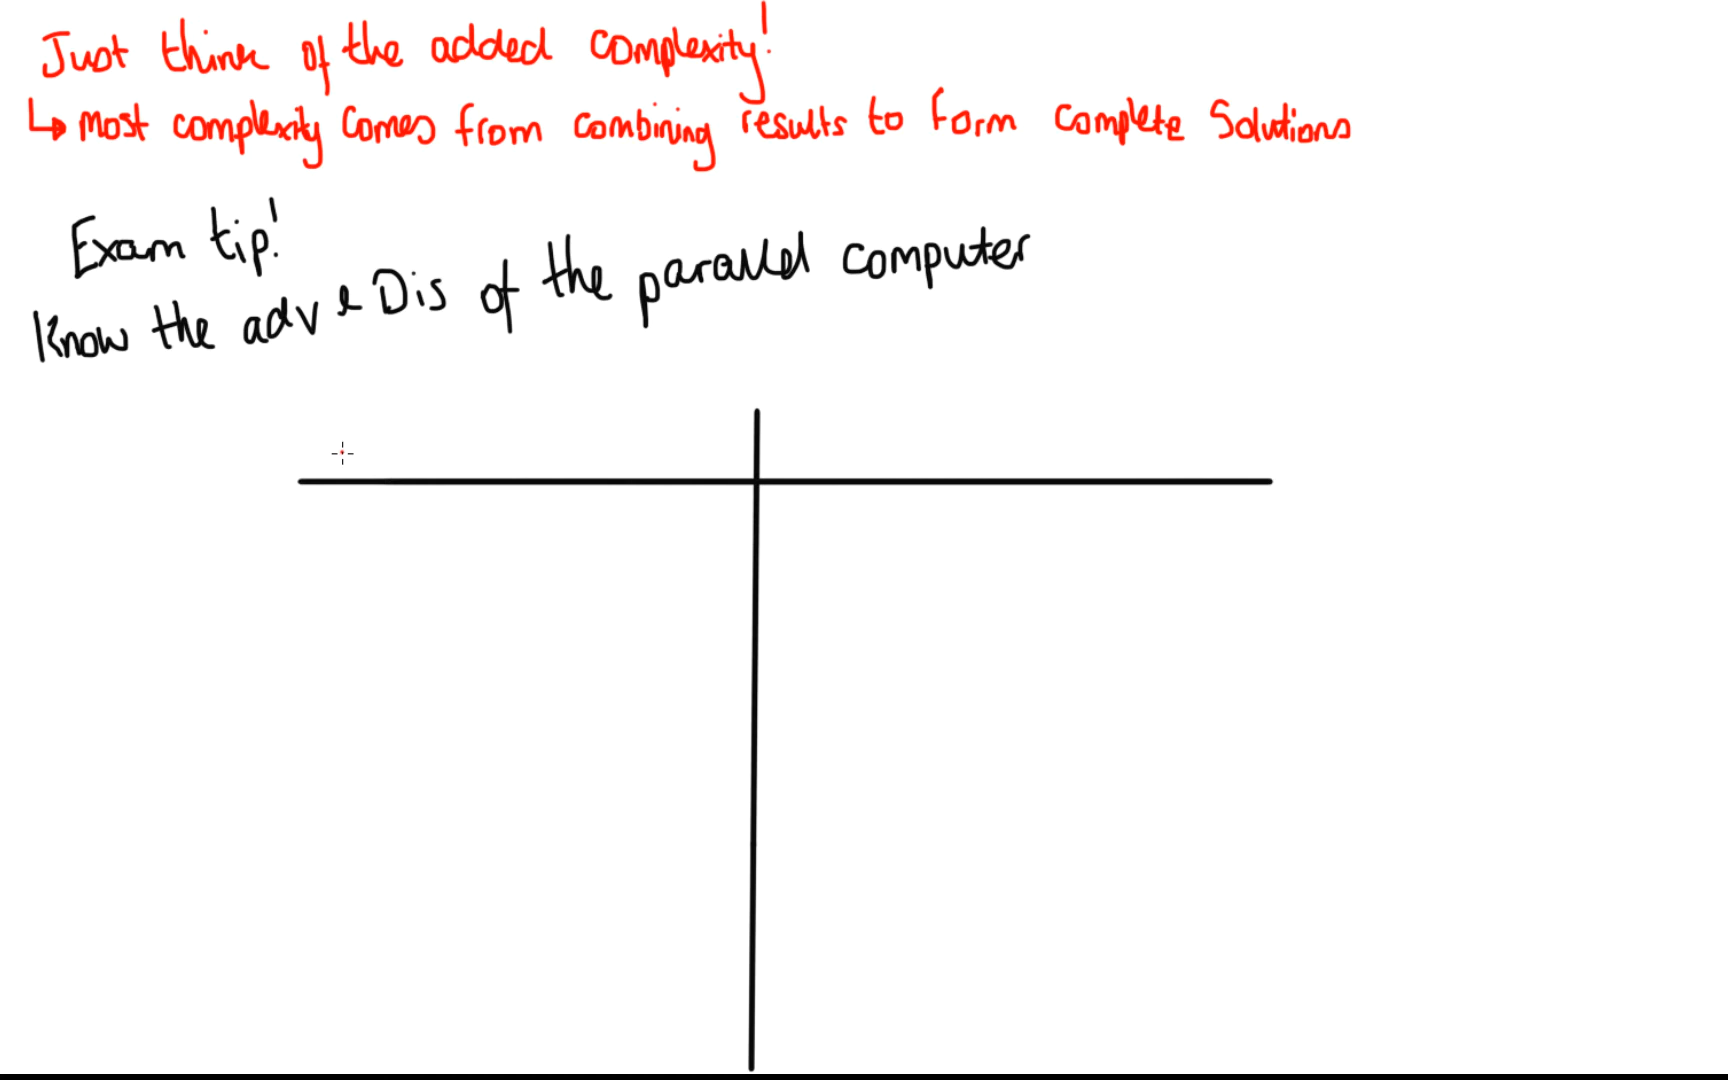 Just think of the added complexity!
↳ Most complexity Comes from combining results to form complete Solutions
Exam tip!
Know the adv & Dis of the parallel computer